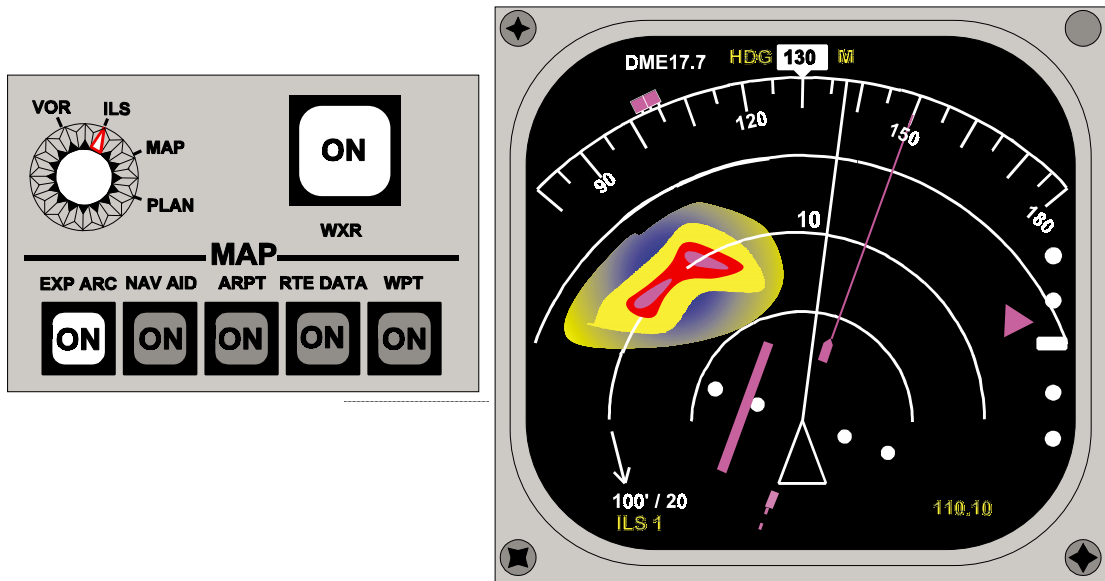 VOR
ILS
MAP
PLAN
ON
WXR
MAP
EXP ARC NAV AID ARPT RTE DATA WPT
ON ON ON ON ON
DME17.7 HDG 130 M
90 120 150 180
10
100' / 20
ILS 1
110.10